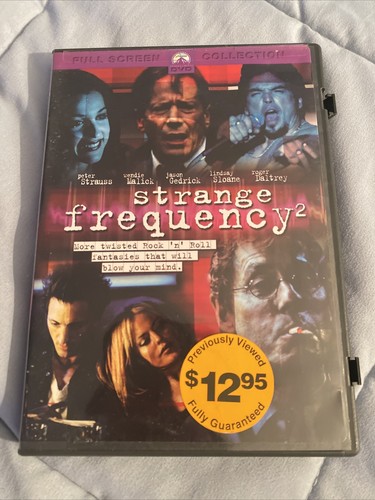 FULL SCREEN COLLECTION
DVD
peter Strauss
wendie Malick
jason Gedrick
lindsay Sloane
roger Daltrey
strange
frequency²
More twisted Rock 'n' Roll
fantasies that will
blow your mind.
Previously Viewed
$12.95
Fully Guaranteed